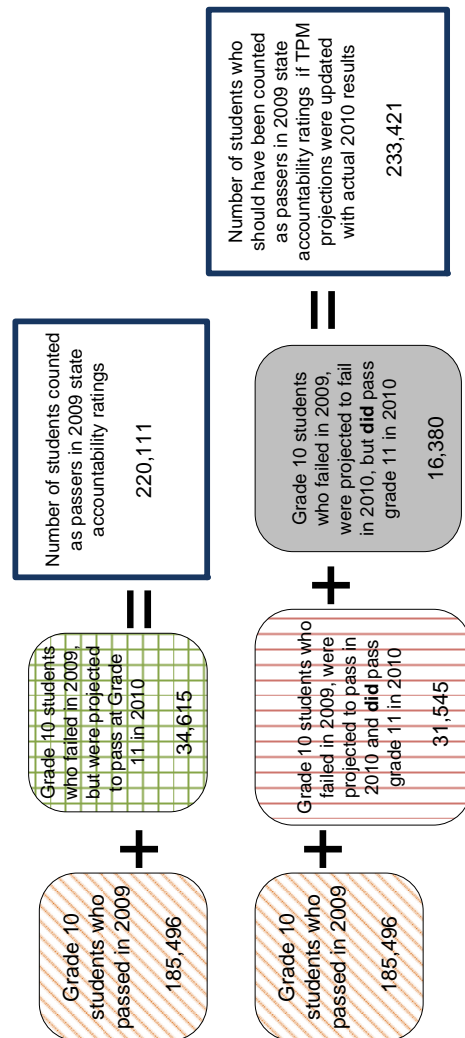 Grade 10
students who
passed in 2009
185,496
+
Grade 10 students
who failed in 2009,
but were projected
to pass at Grade
11 in 2010
34,615
=
Number of students counted
as passers in 2009 state
accountability ratings
220,111
Grade 10
students who
passed in 2009
185,496
+
Grade 10 students who
failed in 2009, were
projected to pass in
2010 and did pass
grade 11 in 2010
31,545
+
Grade 10 students
who failed in 2009,
were projected to fail
in 2010, but did pass
grade 11 in 2010
16,380
=
Number of students who
should have been counted
as passers in 2009 state
accountability ratings if TPM
projections were updated
with actual 2010 results
233,421